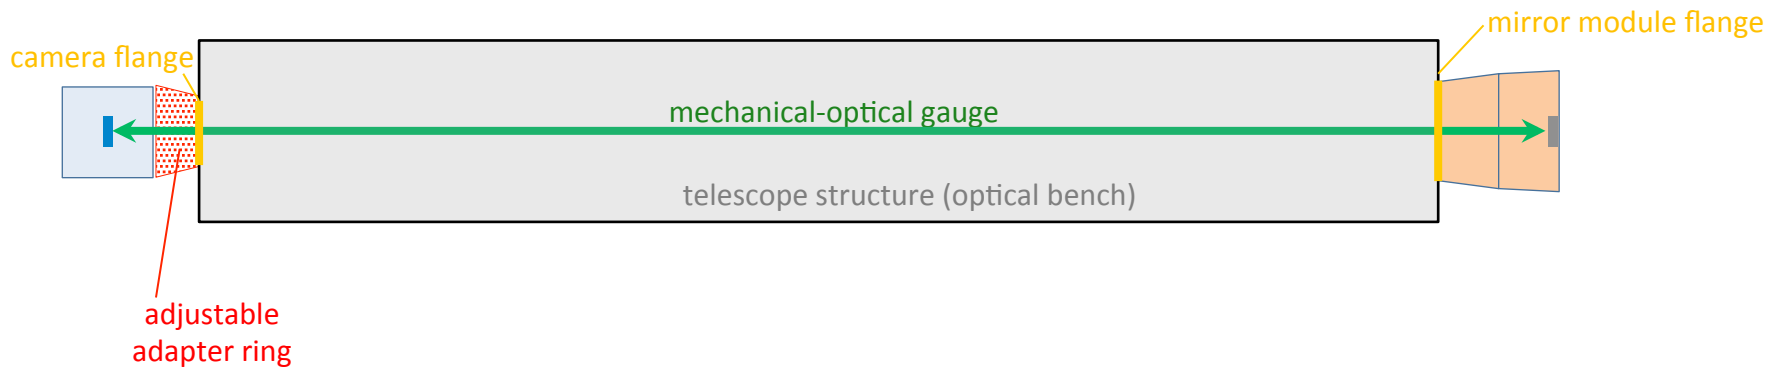 mirror module flange
camera flange
mechanical-optical gauge
telescope structure (optical bench)
adjustable
adapter ring